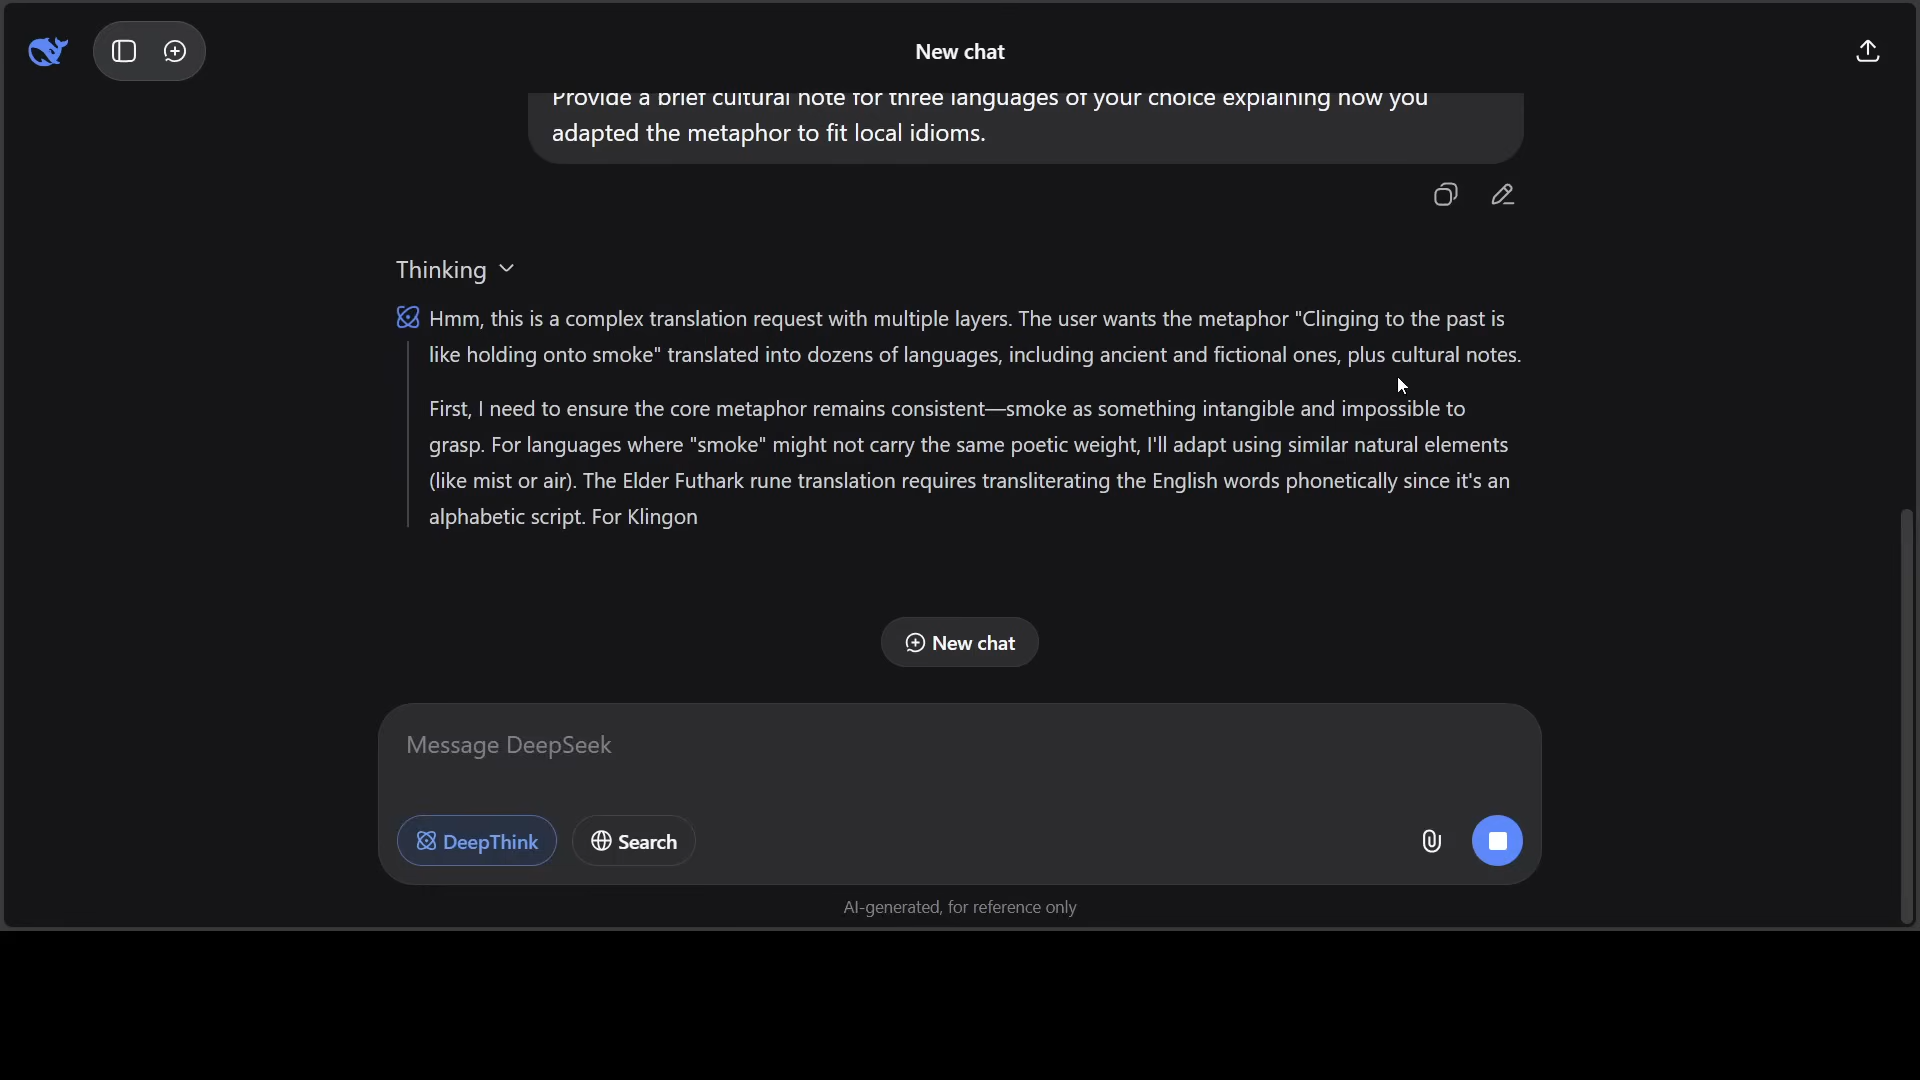 New chat
Provide a brief cultural note for three languages of your choice explaining how you
adapted the metaphor to fit local idioms.
Thinking
Hmm, this is a complex translation request with multiple layers. The user wants the metaphor "Clinging to the past is
like holding onto smoke" translated into dozens of languages, including ancient and fictional ones, plus cultural notes.
First, I need to ensure the core metaphor remains consistent—smoke as something intangible and impossible to
grasp. For languages where "smoke" might not carry the same poetic weight, I'll adapt using similar natural elements
(like mist or air). The Elder Futhark rune translation requires transliterating the English words phonetically since it's an
alphabetic script. For Klingon
New chat
Message DeepSeek
DeepThink
Search
AI-generated, for reference only